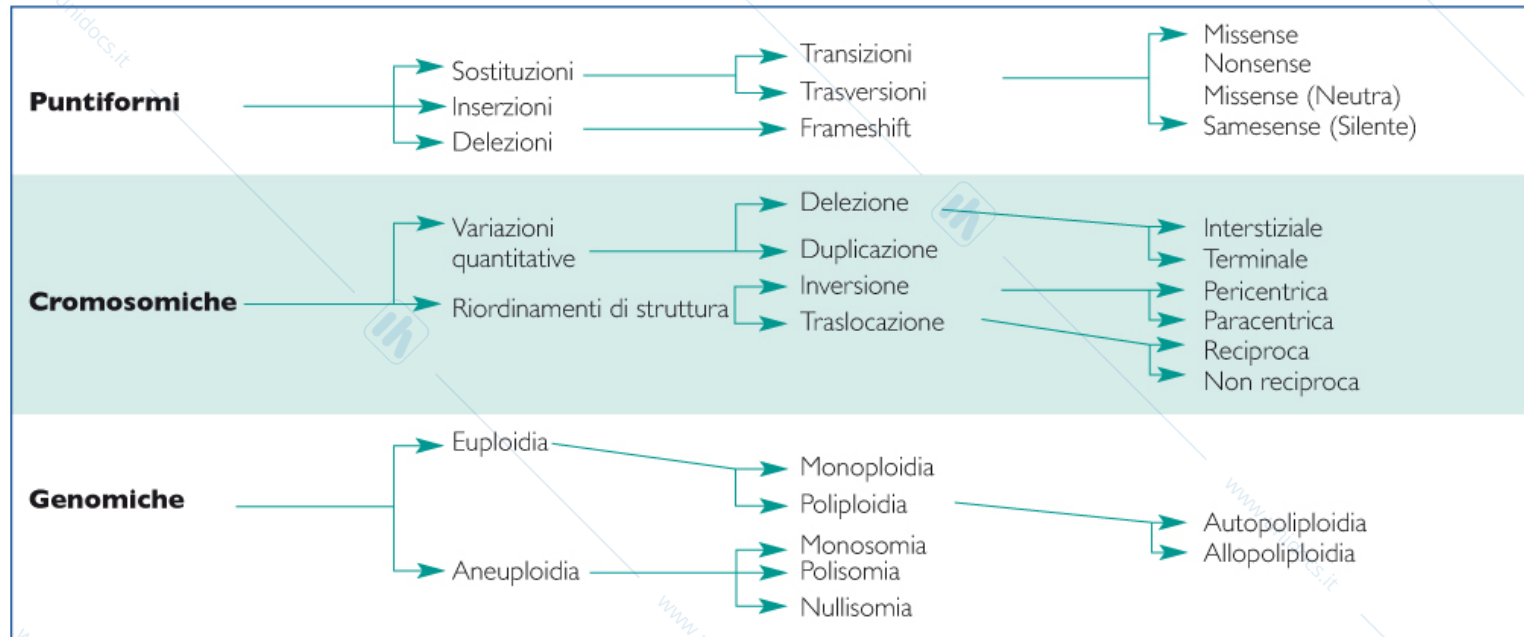 Puntiformi
Sostituzioni
Inserzioni
Delezioni
Transizioni
Trasversioni
Frameshift
Missense
Nonsense
Missense (Neutra)
Samesense (Silente)
Cromosomiche
Variazioni
quantitative
Riordinamenti di struttura
Delezione
Duplicazione
Inversione
Traslocazione
Interstiziale
Terminale
Pericentrica
Paracentrica
Reciproca
Non reciproca
Genomiche
Euploidia
Aneuploidia
Monoploidia
Poliploidia
Monosomia
Polisomia
Nullisomia
Autopoliploidia
Allopoliploidia